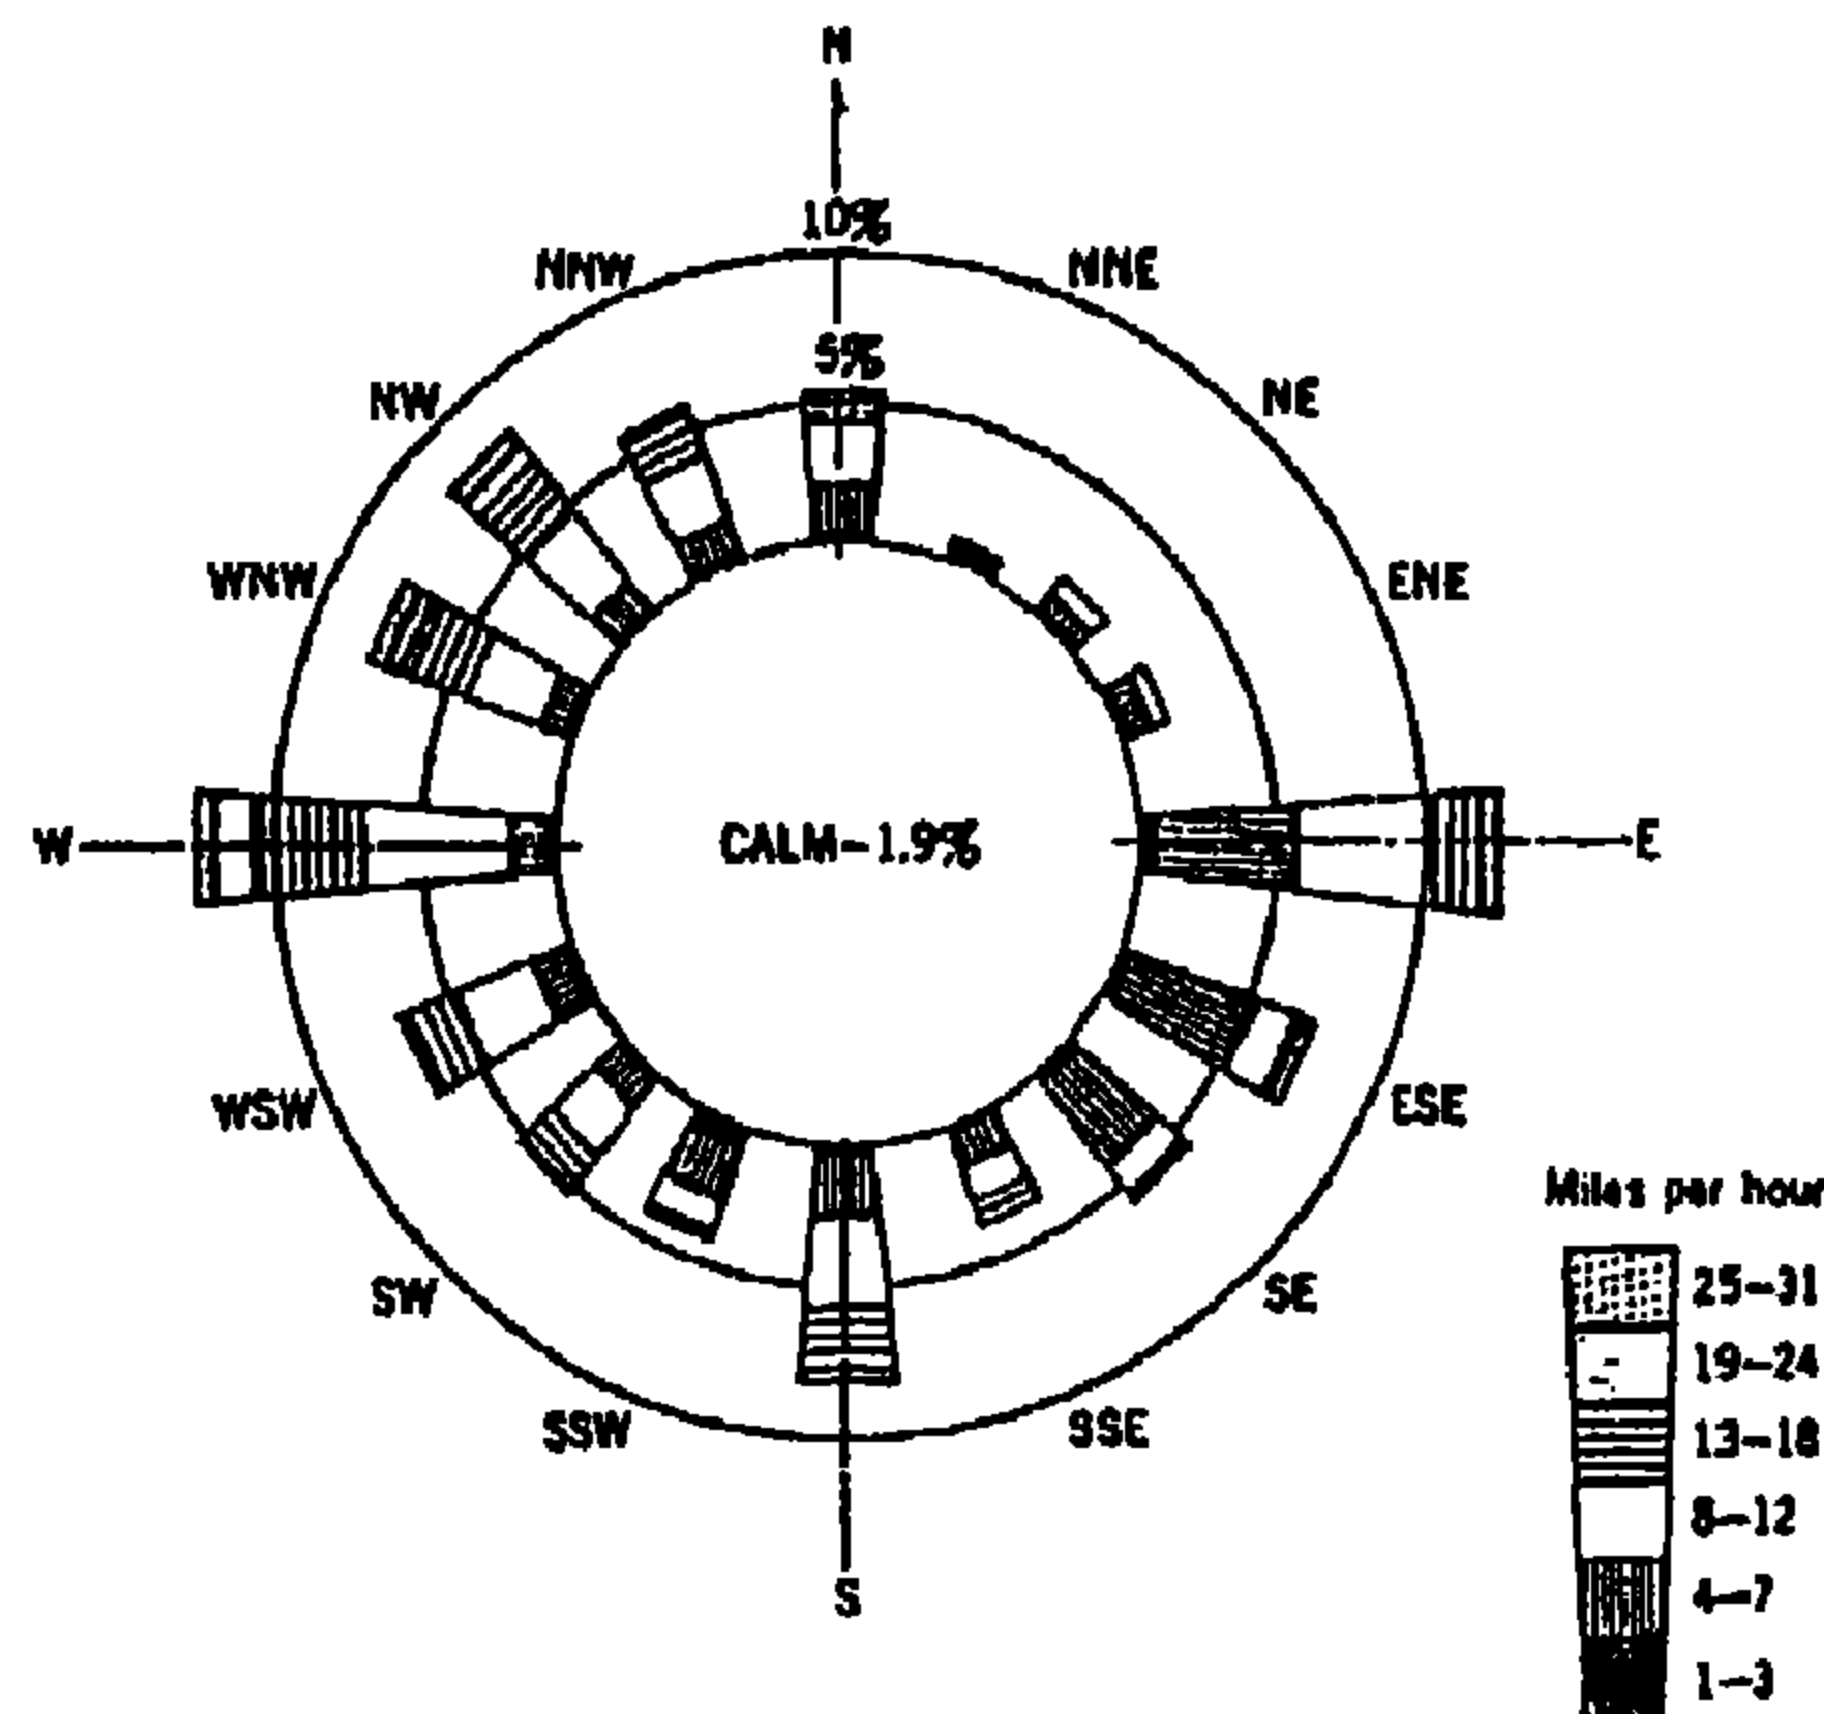 N
10%
NNW
NNE
5%
NW
NE
WNW
ENE
W
CALM-1.9%
E
WSW
ESE
Miles per hour
SW
SE
25-31
19-24
13-18
SSW
SSE
8-12
4-7
S
1-3